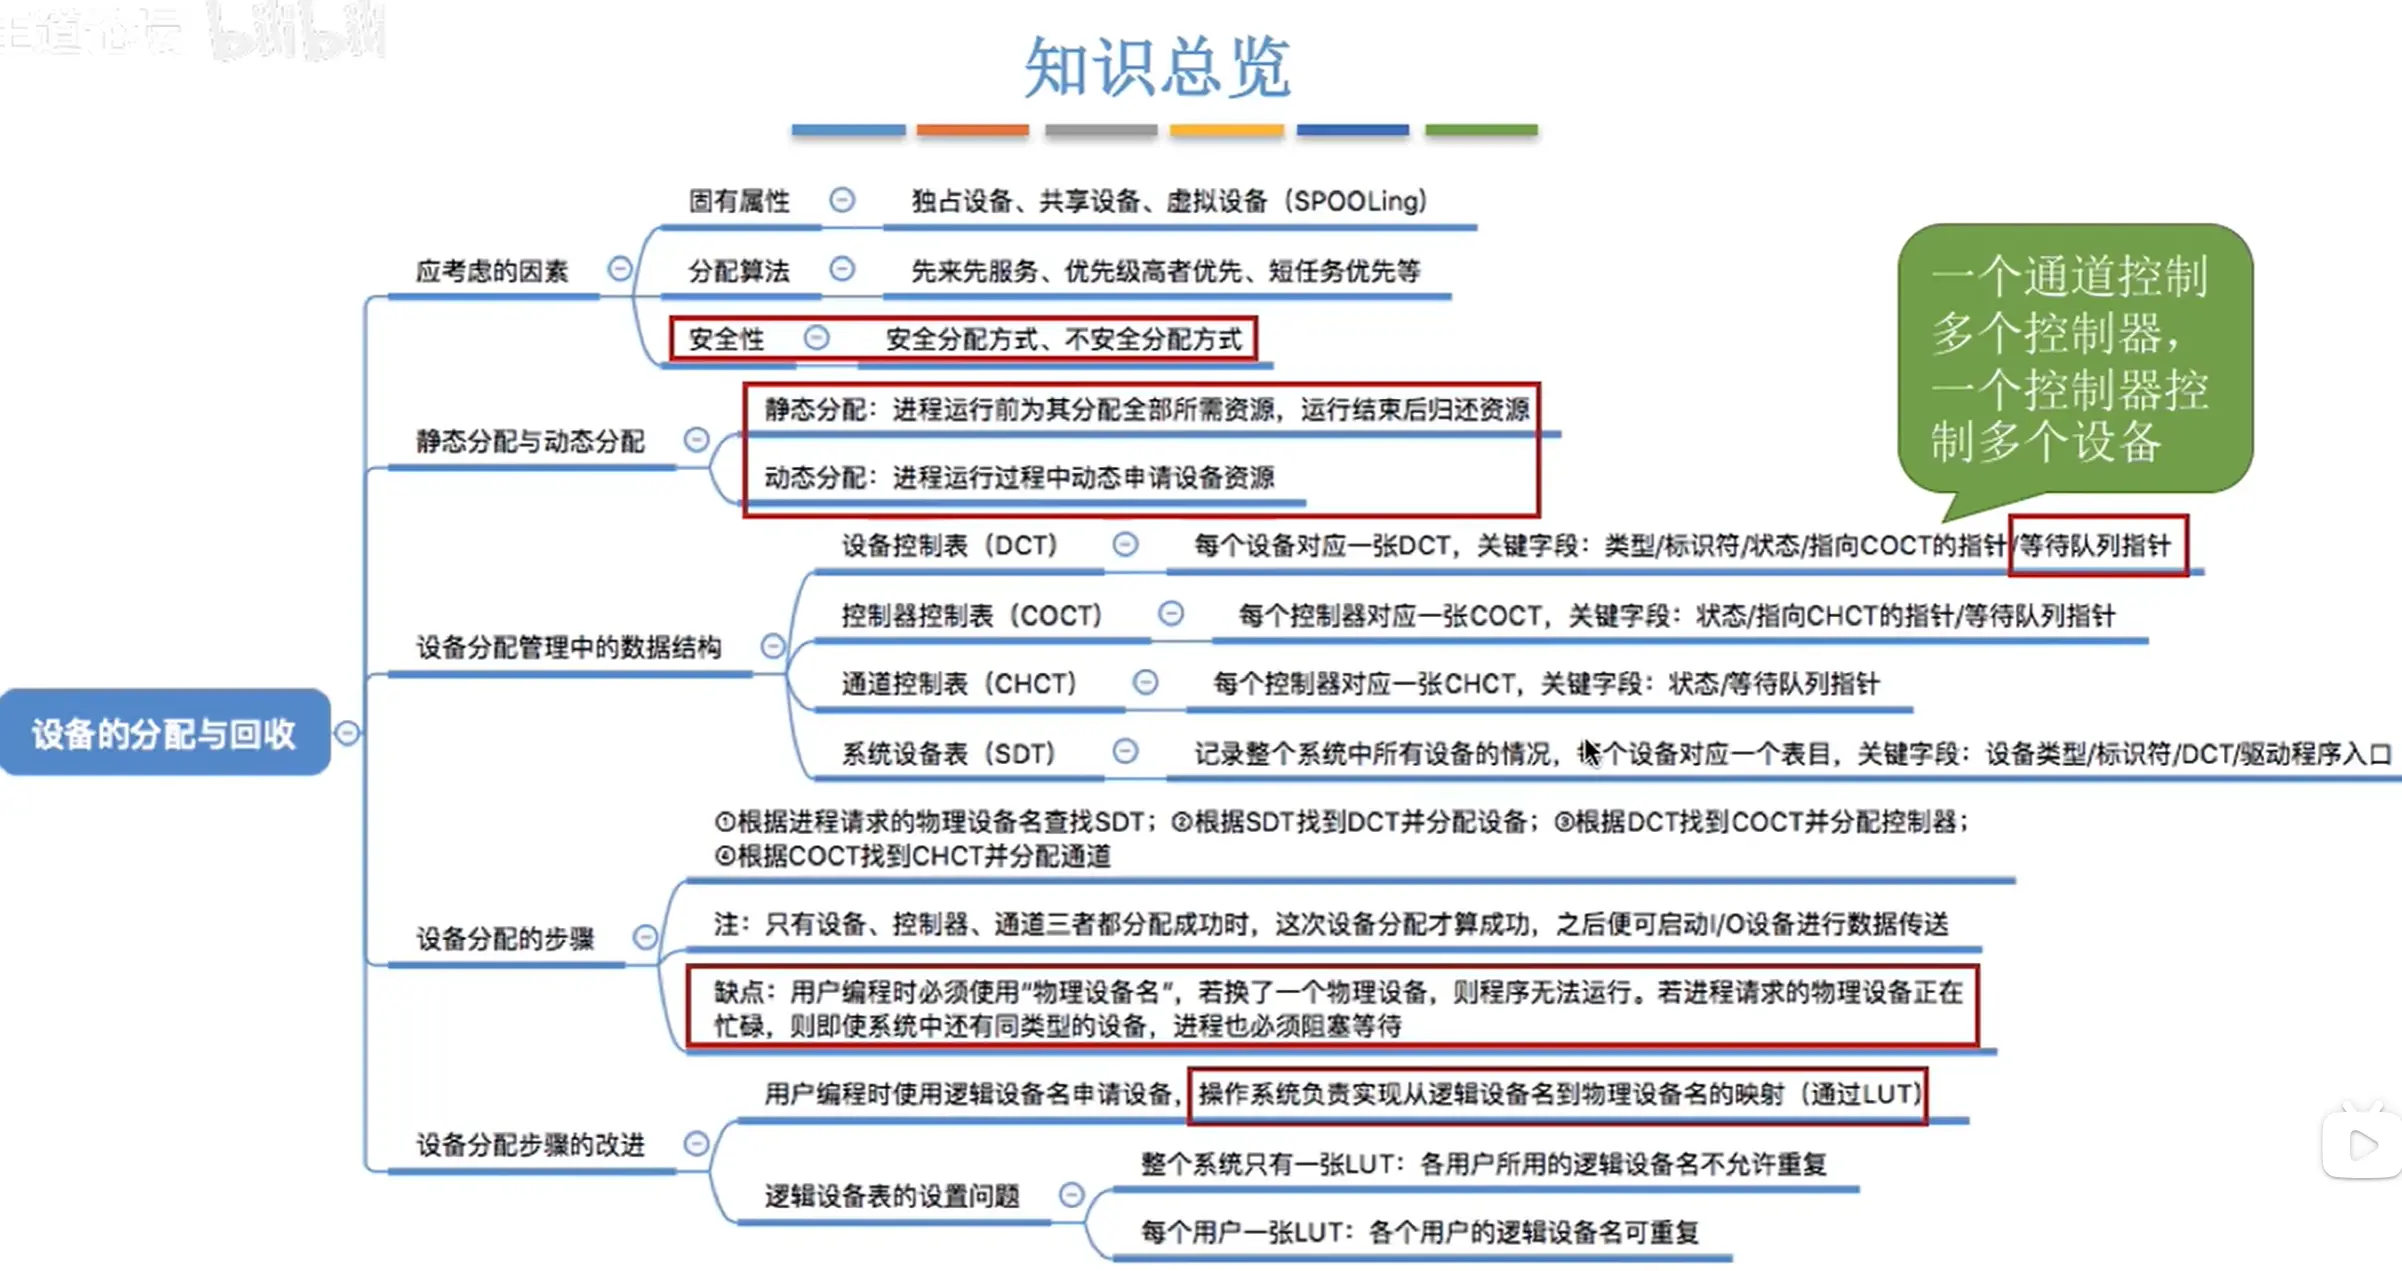 王道论坛 bilibili
知识总览
固有属性 独占设备、共享设备、虚拟设备（SPOOLing）
应考虑的因素
分配算法 先来先服务、优先级高者优先、短任务优先等
安全性 安全分配方式、不安全分配方式
一个通道控制
多个控制器，
一个控制器控
制多个设备
静态分配：进程运行前为其分配全部所需资源，运行结束后归还资源
静态分配与动态分配
动态分配：进程运行过程中动态申请设备资源
设备控制表（DCT） 每个设备对应一张DCT，关键字段：类型/标识符/状态/指向COCT的指针/等待队列指针
控制器控制表（COCT） 每个控制器对应一张COCT，关键字段：状态/指向CHCT的指针/等待队列指针
设备分配管理中的数据结构
通道控制表（CHCT） 每个控制器对应一张CHCT，关键字段：状态/等待队列指针
系统设备表（SDT） 记录整个系统中所有设备的情况，个设备对应一个表目，关键字段：设备类型/标识符/DCT/驱动程序入口
设备的分配与回收
①根据进程请求的物理设备名查找SDT；②根据SDT找到DCT并分配设备；③根据DCT找到COCT并分配控制器；
④根据COCT找到CHCT并分配通道
设备分配的步骤
注：只有设备、控制器、通道三者都分配成功时，这次设备分配才算成功，之后便可启动I/O设备进行数据传送
缺点：用户编程时必须使用“物理设备名”，若换了一个物理设备，则程序无法运行。若进程请求的物理设备正在
忙碌，则即使系统中还有同类型的设备，进程也必须阻塞等待
用户编程时使用逻辑设备名申请设备，操作系统负责实现从逻辑设备名到物理设备名的映射（通过LUT）
设备分配步骤的改进
逻辑设备表的设置问题
整个系统只有一张LUT：各用户所用的逻辑设备名不允许重复
每个用户一张LUT：各个用户的逻辑设备名可重复